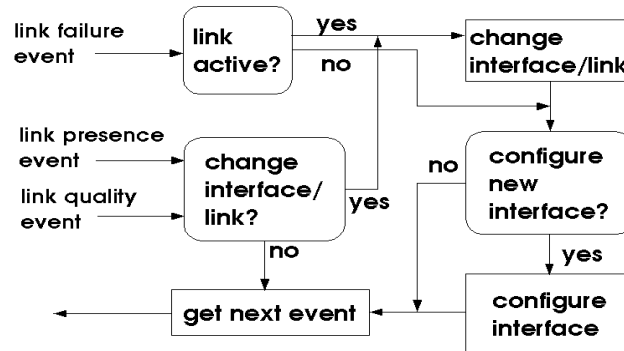 link failure
event
link
active?
yes
no
change
interface/link
link presence
event
link quality
event
change
interface/
link?
yes
no
no
configure
new
interface?
yes
get next event
configure
interface